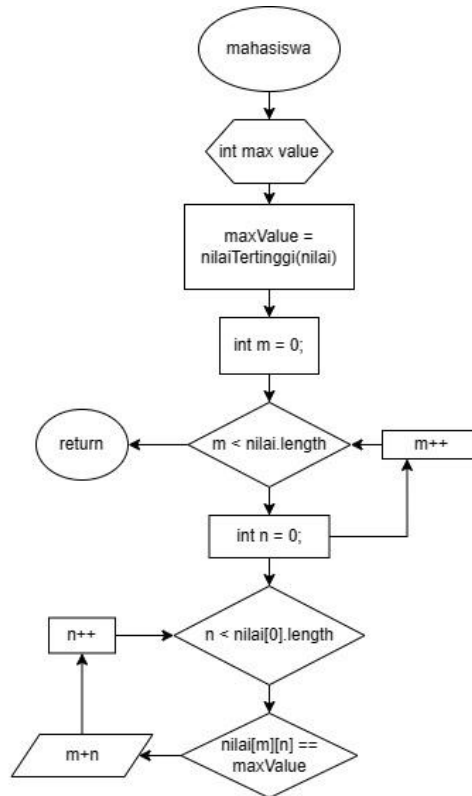 mahasiswa
int max value
maxValue =
nilaiTertinggi(nilai)
int m = 0;
return
m < nilai.length
m++
int n = 0;
n++
n < nilai[0].length
m+n
nilai[m][n] ==
maxValue